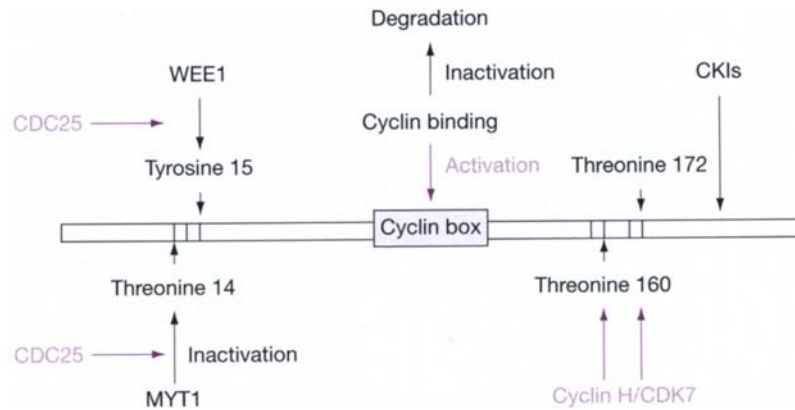 Degradation
WEE1
Inactivation
CKIs
CDC25
Cyclin binding
Tyrosine 15
Activation
Threonine 172
Cyclin box
Threonine 14
Threonine 160
CDC25
Inactivation
MYT1
Cyclin H/CDK7